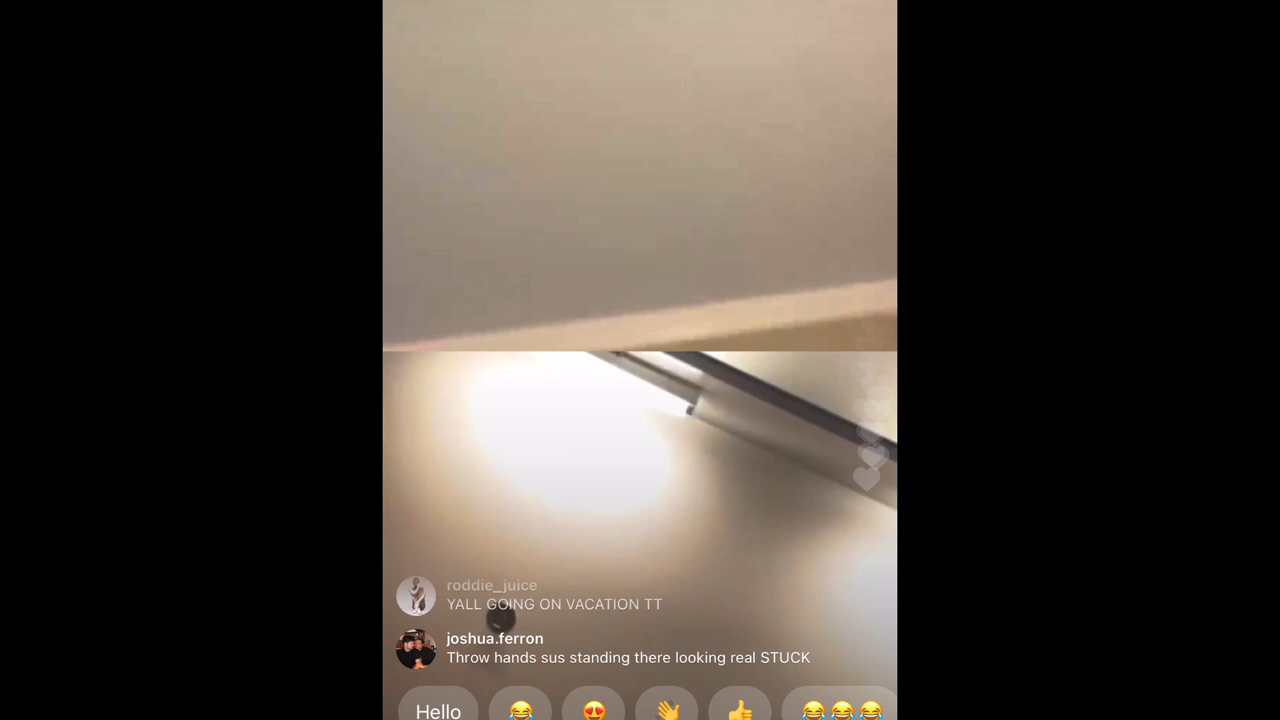 roddie_juice
YALL GOING ON VACATION TT
joshua.ferron
Throw hands sus standing there looking real STUCK
Hello 😂 😍 👋 👍 😂😂😂